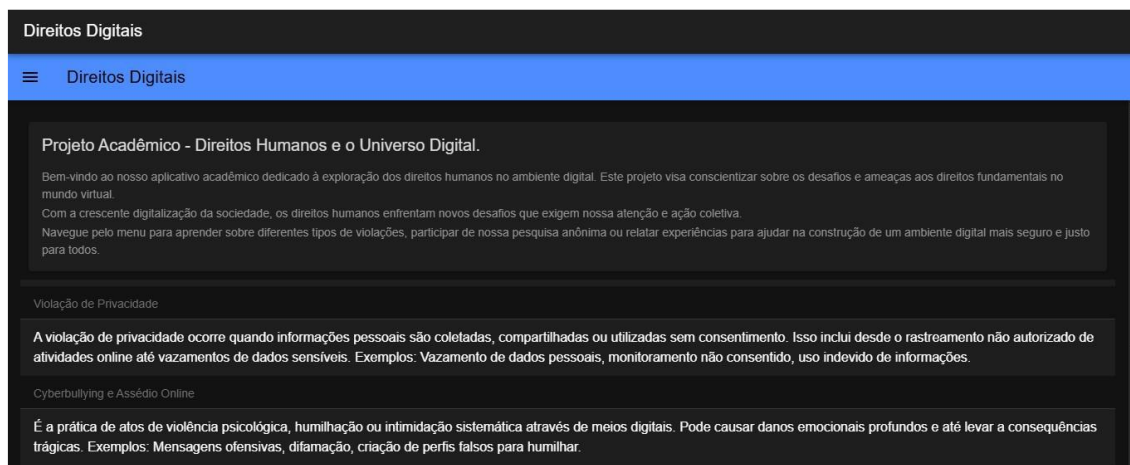 Direitos Digitais
Direitos Digitais
Projeto Acadêmico - Direitos Humanos e o Universo Digital.
Bem-vindo ao nosso aplicativo acadêmico dedicado à exploração dos direitos humanos no ambiente digital. Este projeto visa conscientizar sobre os desafios e ameaças aos direitos fundamentais no
mundo virtual.
Com a crescente digitalização da sociedade, os direitos humanos enfrentam novos desafios que exigem nossa atenção e ação coletiva.
Navegue pelo menu para aprender sobre diferentes tipos de violações, participar de nossa pesquisa anônima ou relatar experiências para ajudar na construção de um ambiente digital mais seguro e justo
para todos.
Violação de Privacidade
A violação de privacidade ocorre quando informações pessoais são coletadas, compartilhadas ou utilizadas sem consentimento. Isso inclui desde o rastreamento não autorizado de
atividades online até vazamentos de dados sensíveis. Exemplos: Vazamento de dados pessoais, monitoramento não consentido, uso indevido de informações.
Cyberbullying e Assédio Online
É a prática de atos de violência psicológica, humilhação ou intimidação sistemática através de meios digitais. Pode causar danos emocionais profundos e até levar a consequências
trágicas. Exemplos: Mensagens ofensivas, difamação, criação de perfis falsos para humilhar.